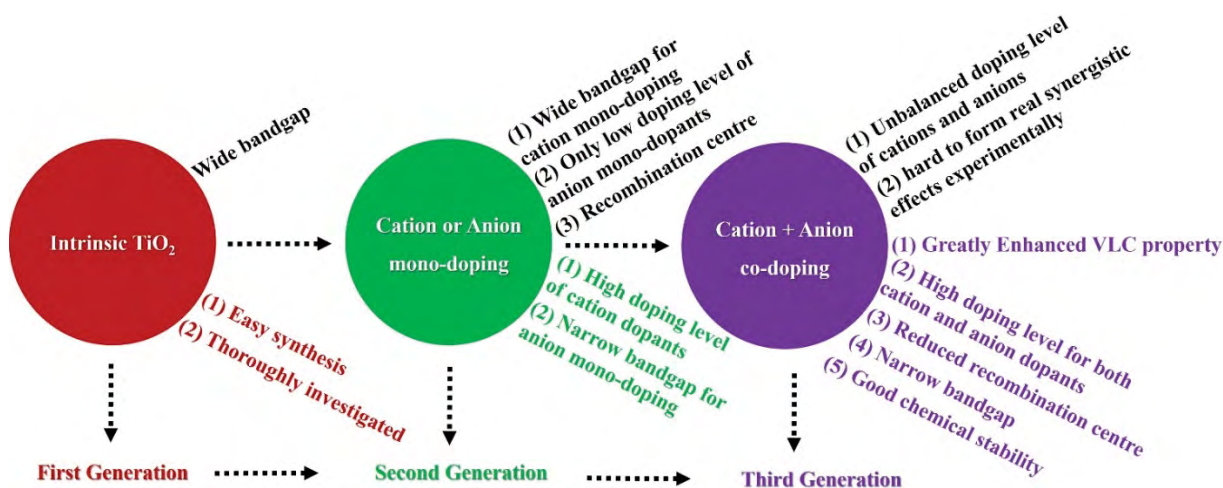 Wide bandgap
Intrinsic TiO₂
(1) Easy synthesis
(2) Thoroughly investigated
First Generation
(1) Wide bandgap for
cation mono-doping
(2) Only low doping level of
anion mono-dopants
(3) Recombination centre
Cation or Anion
mono-doping
(1) High doping level
of cation dopants
(2) Narrow bandgap for
anion mono-doping
Second Generation
(1) Unbalanced doping level
of cations and anions
(2) hard to form real synergistic
effects experimentally
Cation + Anion
co-doping
(1) Greatly Enhanced VLC property
(2) High doping level for both
cation and anion dopants
(3) Reduced recombination centre
(4) Narrow bandgap
(5) Good chemical stability
Third Generation